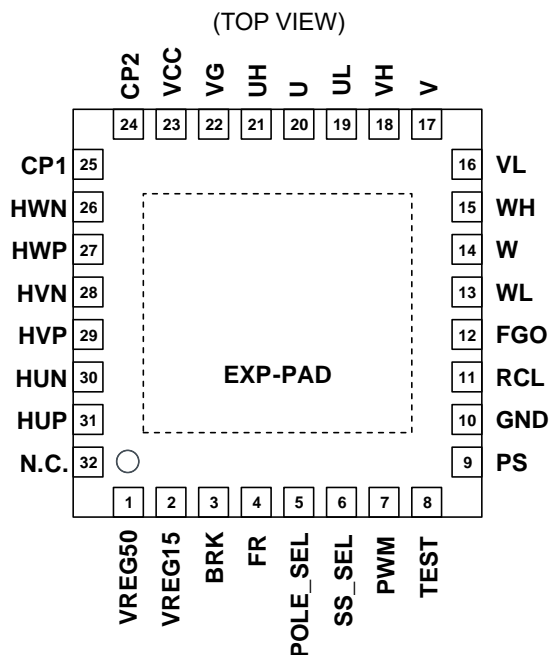 (TOP VIEW)
CP2 VCC VG UH U UL VH V
24 23 22 21 20 19 18 17
CP1 25 16 VL
HWN 26 15 WH
HWP 27 14 W
HVN 28 13 WL
HVP 29 12 FGO
HUN 30 EXP-PAD 11 RCL
HUP 31 10 GND
N.C. 32 9 PS
1 2 3 4 5 6 7 8
VREG50 VREG15 BRK FR POLE_SEL SS_SEL PWM TEST